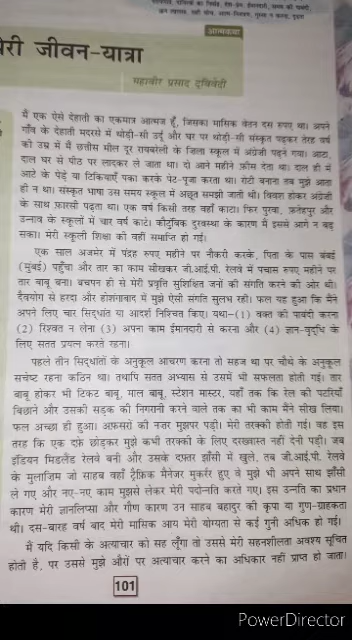 आत्मकथा
मेरी जीवन-यात्रा
महावीर प्रसाद द्विवेदी
मैं एक ऐसे देहाती का एकमात्र आत्मज हूँ, जिसका मासिक वेतन दस रुपए था। अपने
गाँव के देहाती मदरसे में थोड़ी-सी उर्दू और घर पर थोड़ी-सी संस्कृत पढ़कर तेरह वर्ष
की उम्र में मैं छत्तीस मील दूर रायबरेली के जिला स्कूल में अंग्रेजी पढ़ने गया। आटा,
दाल घर से पीठ पर लादकर ले जाता था। दो आने महीने फ़ीस देता था। दाल ही में
आटे के पेड़े या टिकियाएँ पका करके पेट-पूजा करता था। रोटी बनाना तब मुझे आता
ही न था। संस्कृत भाषा उस समय स्कूल में अछूत समझी जाती थी। विवश होकर अंग्रेजी
के साथ फ़ारसी पढ़ता था। एक वर्ष किसी तरह वहाँ काटा। फिर पुरवा, फ़तेहपुर और
उन्नाव के स्कूलों में चार वर्ष काटे। कौटुंबिक दुरवस्था के कारण मैं इससे आगे न बढ़
सका। मेरी स्कूली शिक्षा की वहीं समाप्ति हो गई।
एक साल अजमेर में पंद्रह रुपए महीने पर नौकरी करके, पिता के पास बंबई
(मुंबई) पहुँचा और तार का काम सीखकर जी.आई.पी. रेलवे में पचास रुपए महीने पर
तार बाबू बना। बचपन ही से मेरी प्रवृत्ति सुशिक्षित जनों की संगति करने की ओर थी।
दैवयोग से हरदा और होशंगाबाद में मुझे ऐसी संगति सुलभ रही। फल यह हुआ कि मैंने
अपने लिए चार सिद्धांत या आदर्श निश्चित किए। यथा-(1) वक्त की पाबंदी करना
(2) रिश्वत न लेना (3) अपना काम ईमानदारी से करना और (4) ज्ञान-वृद्धि के
लिए सतत प्रयत्न करते रहना।
पहले तीन सिद्धांतों के अनुकूल आचरण करना तो सहज था पर चौथे के अनुकूल
सचेष्ट रहना कठिन था। तथापि सतत अभ्यास से उसमें भी सफलता होती गई। तार
बाबू होकर भी टिकट बाबू, माल बाबू, स्टेशन मास्टर, यहाँ तक कि रेल की पटरियाँ
बिछाने और उसकी सड़क की निगरानी करने वाले तक का भी काम मैंने सीख लिया।
फल अच्छा ही हुआ। अफ़सरों की नज़र मुझपर पड़ी। मेरी तरक्की होती गई। वह इस
तरह कि एक दफ़े छोड़कर मुझे कभी तरक्की के लिए दरख्वास्त नहीं देनी पड़ी। जब
इंडियन मिडलैंड रेलवे बनी और उसके दफ़्तर झाँसी में खुले, तब जी.आई.पी. रेलवे
के मुलाज़िम जो साहब वहाँ ट्रैफ़िक मैनेजर मुकर्रर हुए वे मुझे भी अपने साथ झाँसी
ले गए और नए-नए काम मुझसे लेकर मेरी पदोन्नति करते गए। इस उन्नति का प्रधान
कारण मेरी ज्ञानलिप्सा और गौण कारण उन साहब बहादुर की कृपा या गुण-ग्राहकता
थी। दस-बारह वर्ष बाद मेरी मासिक आय मेरी योग्यता से कई गुनी अधिक हो गई।
मैं यदि किसी के अत्याचार को सह लूँगा तो उससे मेरी सहनशीलता अवश्य सूचित
होती है, पर उससे मुझे औरों पर अत्याचार करने का अधिकार नहीं प्राप्त हो जाता।
101
PowerDirector